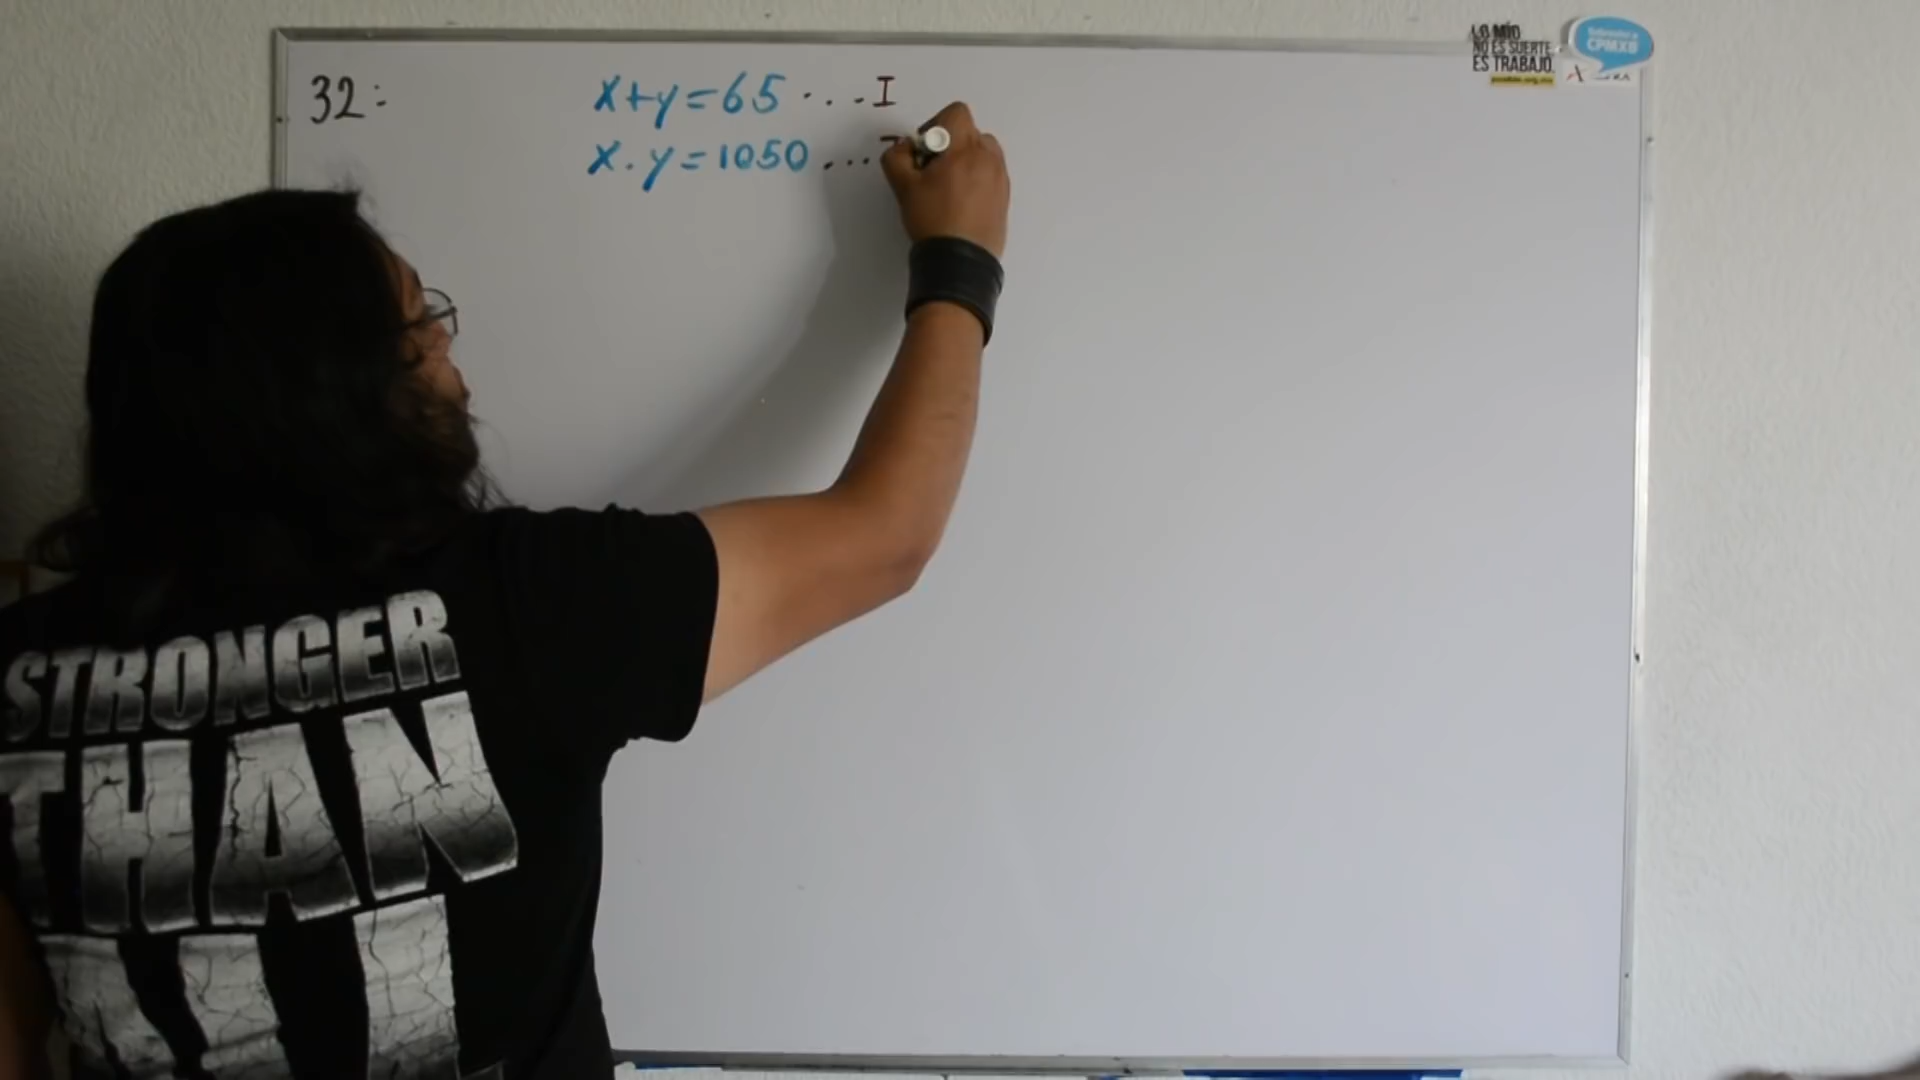 32:
x+y=65 ...I
x.y=1050 ...
LO MÍO
NO ES SUERTE
ES TRABAJO.
CPMX8
STRONGER
THAN